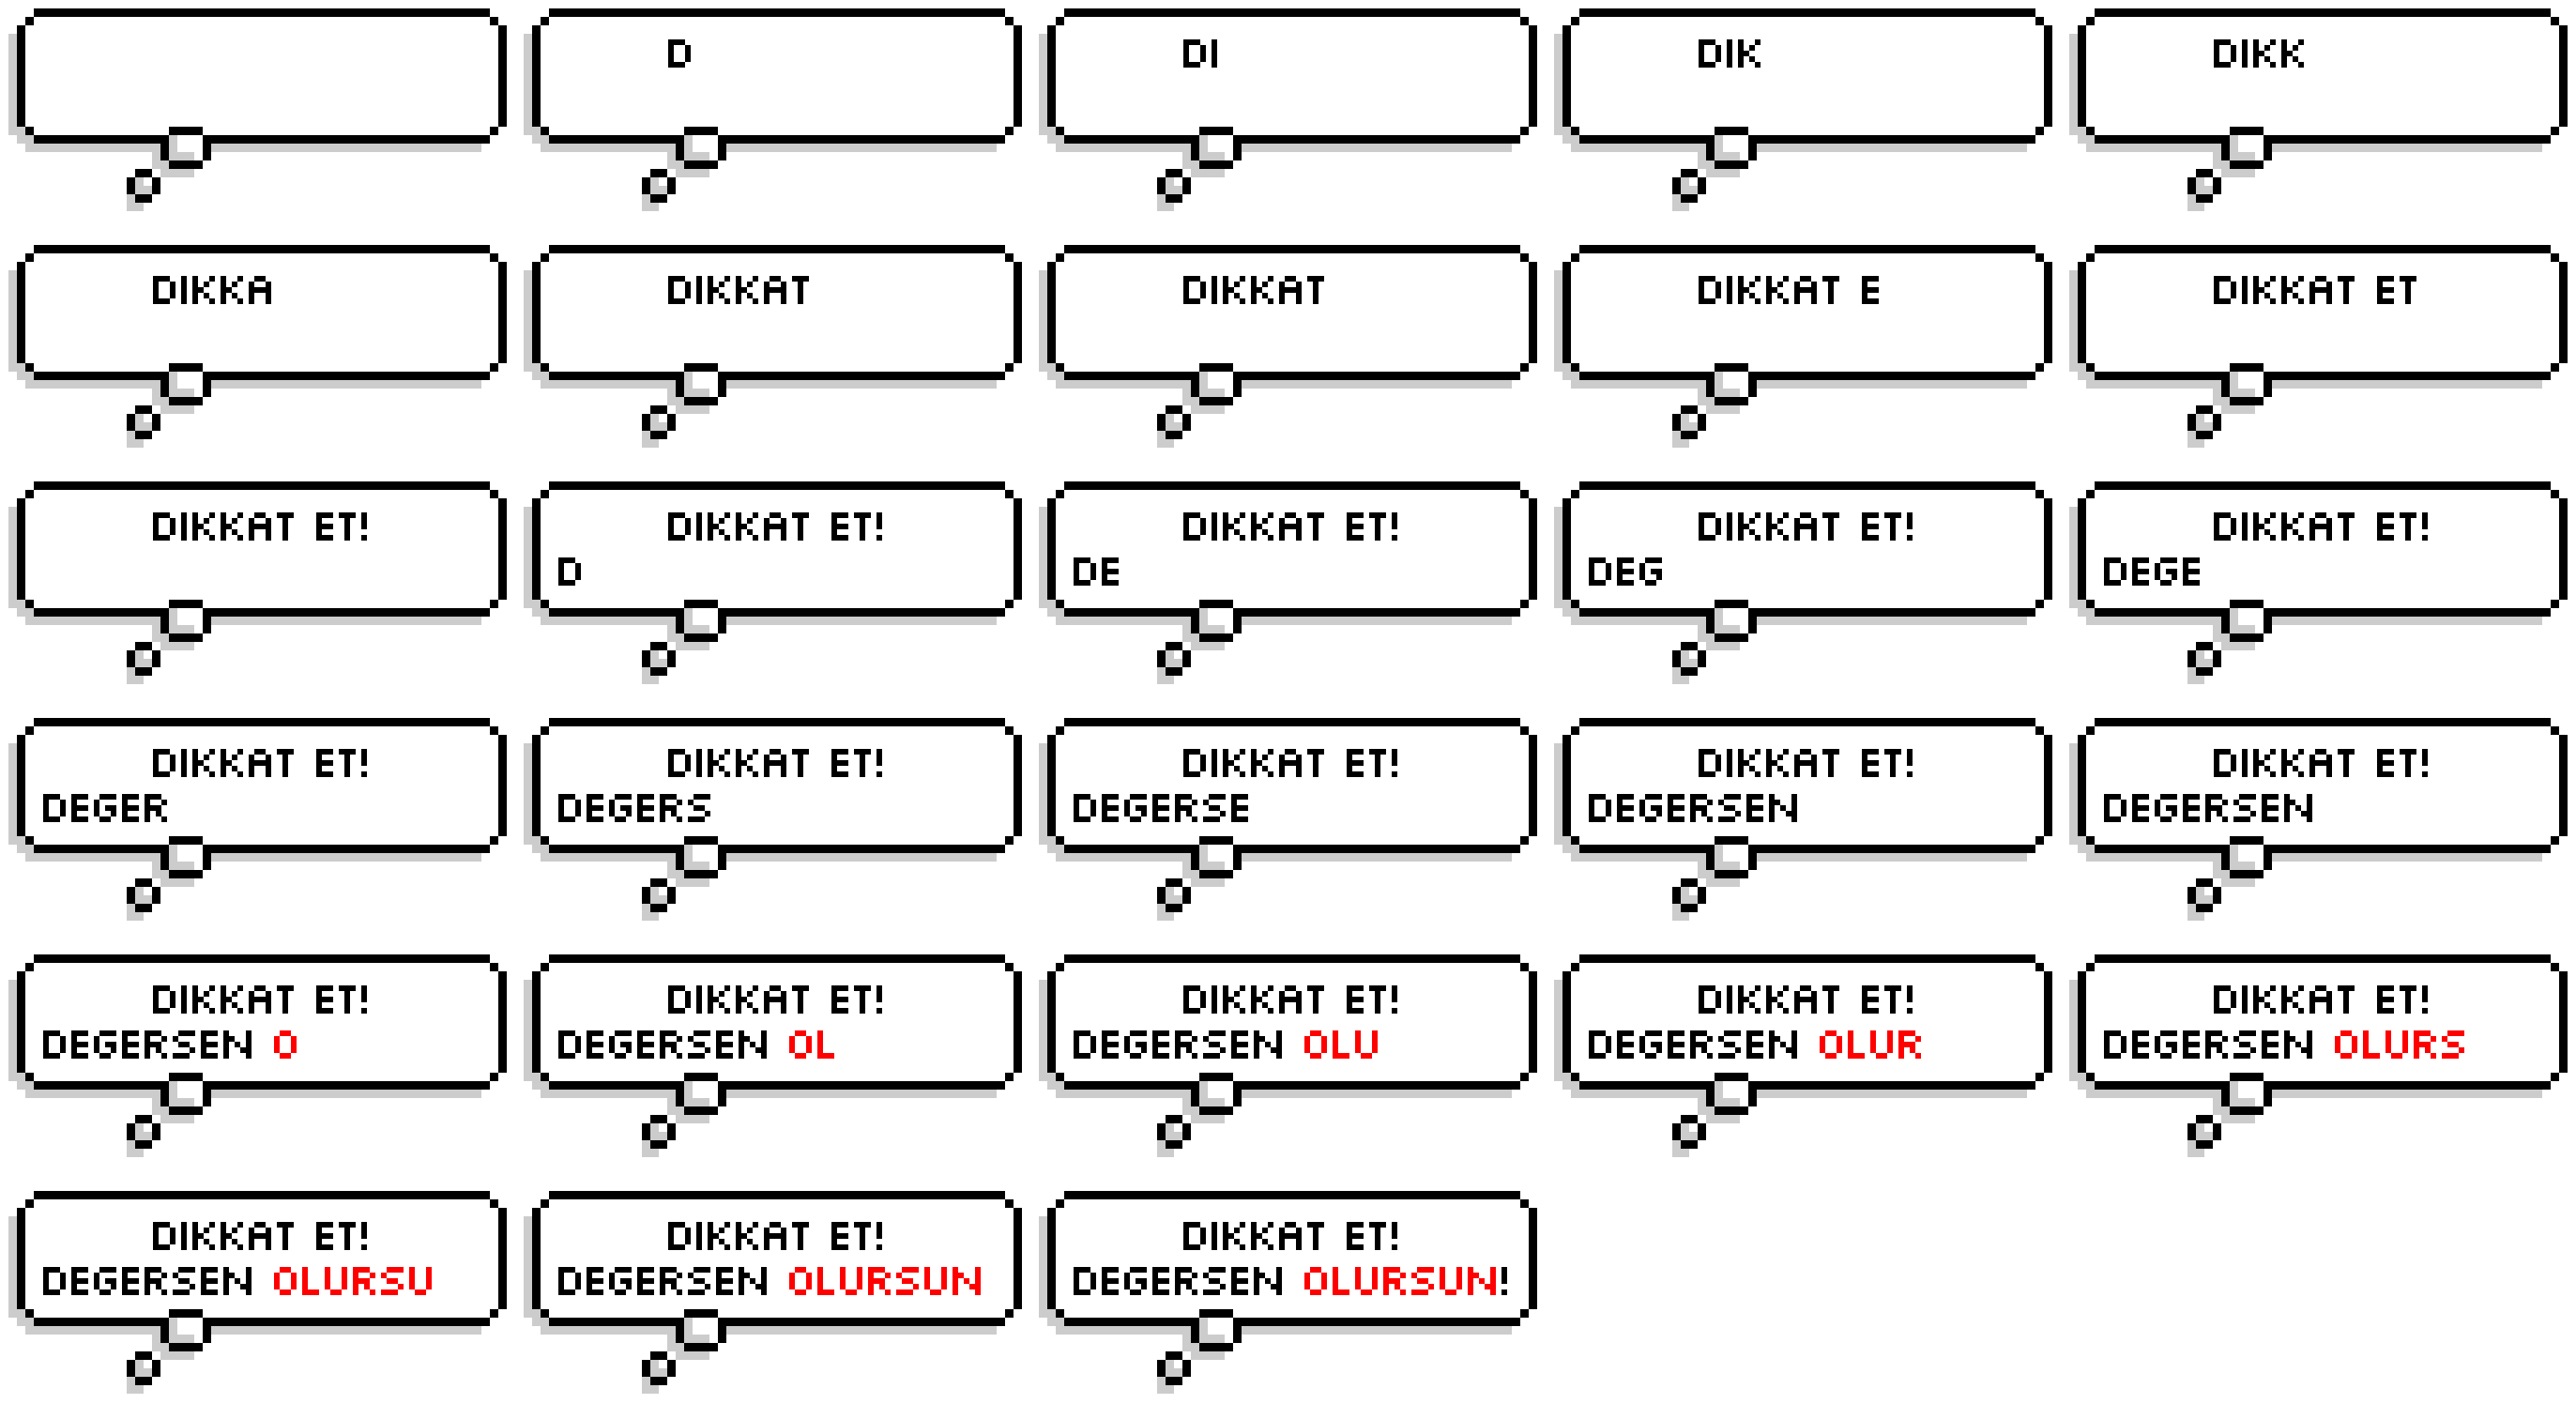 D
DI
DIK
DIKK
DIKKA
DIKKAT
DIKKAT
DIKKAT E
DIKKAT ET
DIKKAT ET!
DIKKAT ET!
D
DIKKAT ET!
DE
DIKKAT ET!
DEG
DIKKAT ET!
DEGE
DIKKAT ET!
DEGER
DIKKAT ET!
DEGERS
DIKKAT ET!
DEGERSE
DIKKAT ET!
DEGERSEN
DIKKAT ET!
DEGERSEN
DIKKAT ET!
DEGERSEN O
DIKKAT ET!
DEGERSEN OL
DIKKAT ET!
DEGERSEN OLU
DIKKAT ET!
DEGERSEN OLUR
DIKKAT ET!
DEGERSEN OLURS
DIKKAT ET!
DEGERSEN OLURSU
DIKKAT ET!
DEGERSEN OLURSUN
DIKKAT ET!
DEGERSEN OLURSUN!